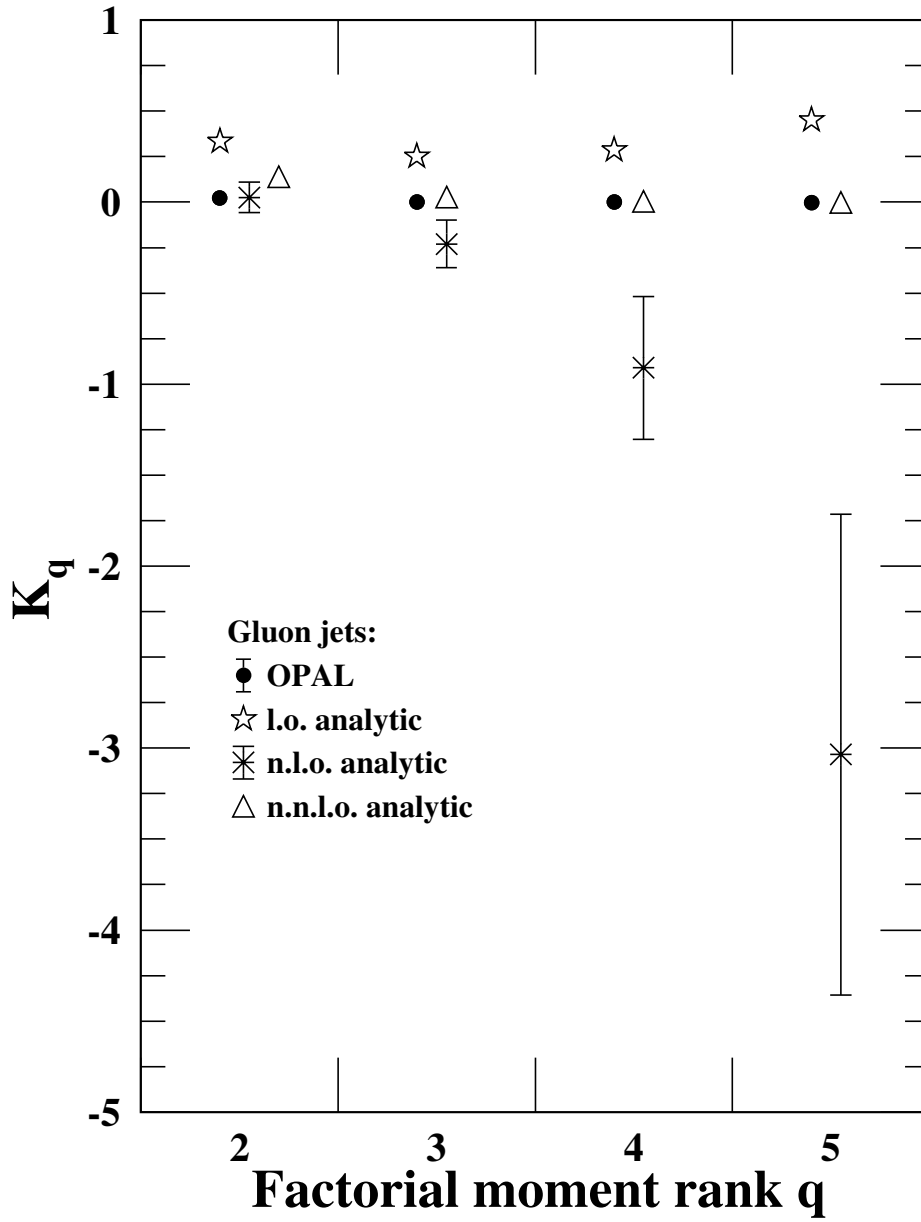 1
0
-1
-2
-3
-4
-5
K_q
Gluon jets:
OPAL
l.o. analytic
n.l.o. analytic
n.n.l.o. analytic
2 3 4 5
Factorial moment rank q